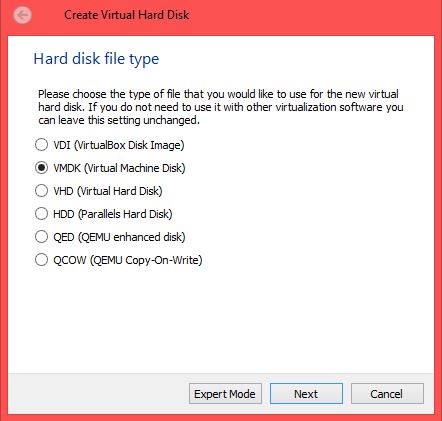 Create Virtual Hard Disk
Hard disk file type
Please choose the type of file that you would like to use for the new virtual
hard disk. If you do not need to use it with other virtualization software you
can leave this setting unchanged.
VDI (VirtualBox Disk Image)
VMDK (Virtual Machine Disk)
VHD (Virtual Hard Disk)
HDD (Parallels Hard Disk)
QED (QEMU enhanced disk)
QCOW (QEMU Copy-On-Write)
Expert Mode Next Cancel